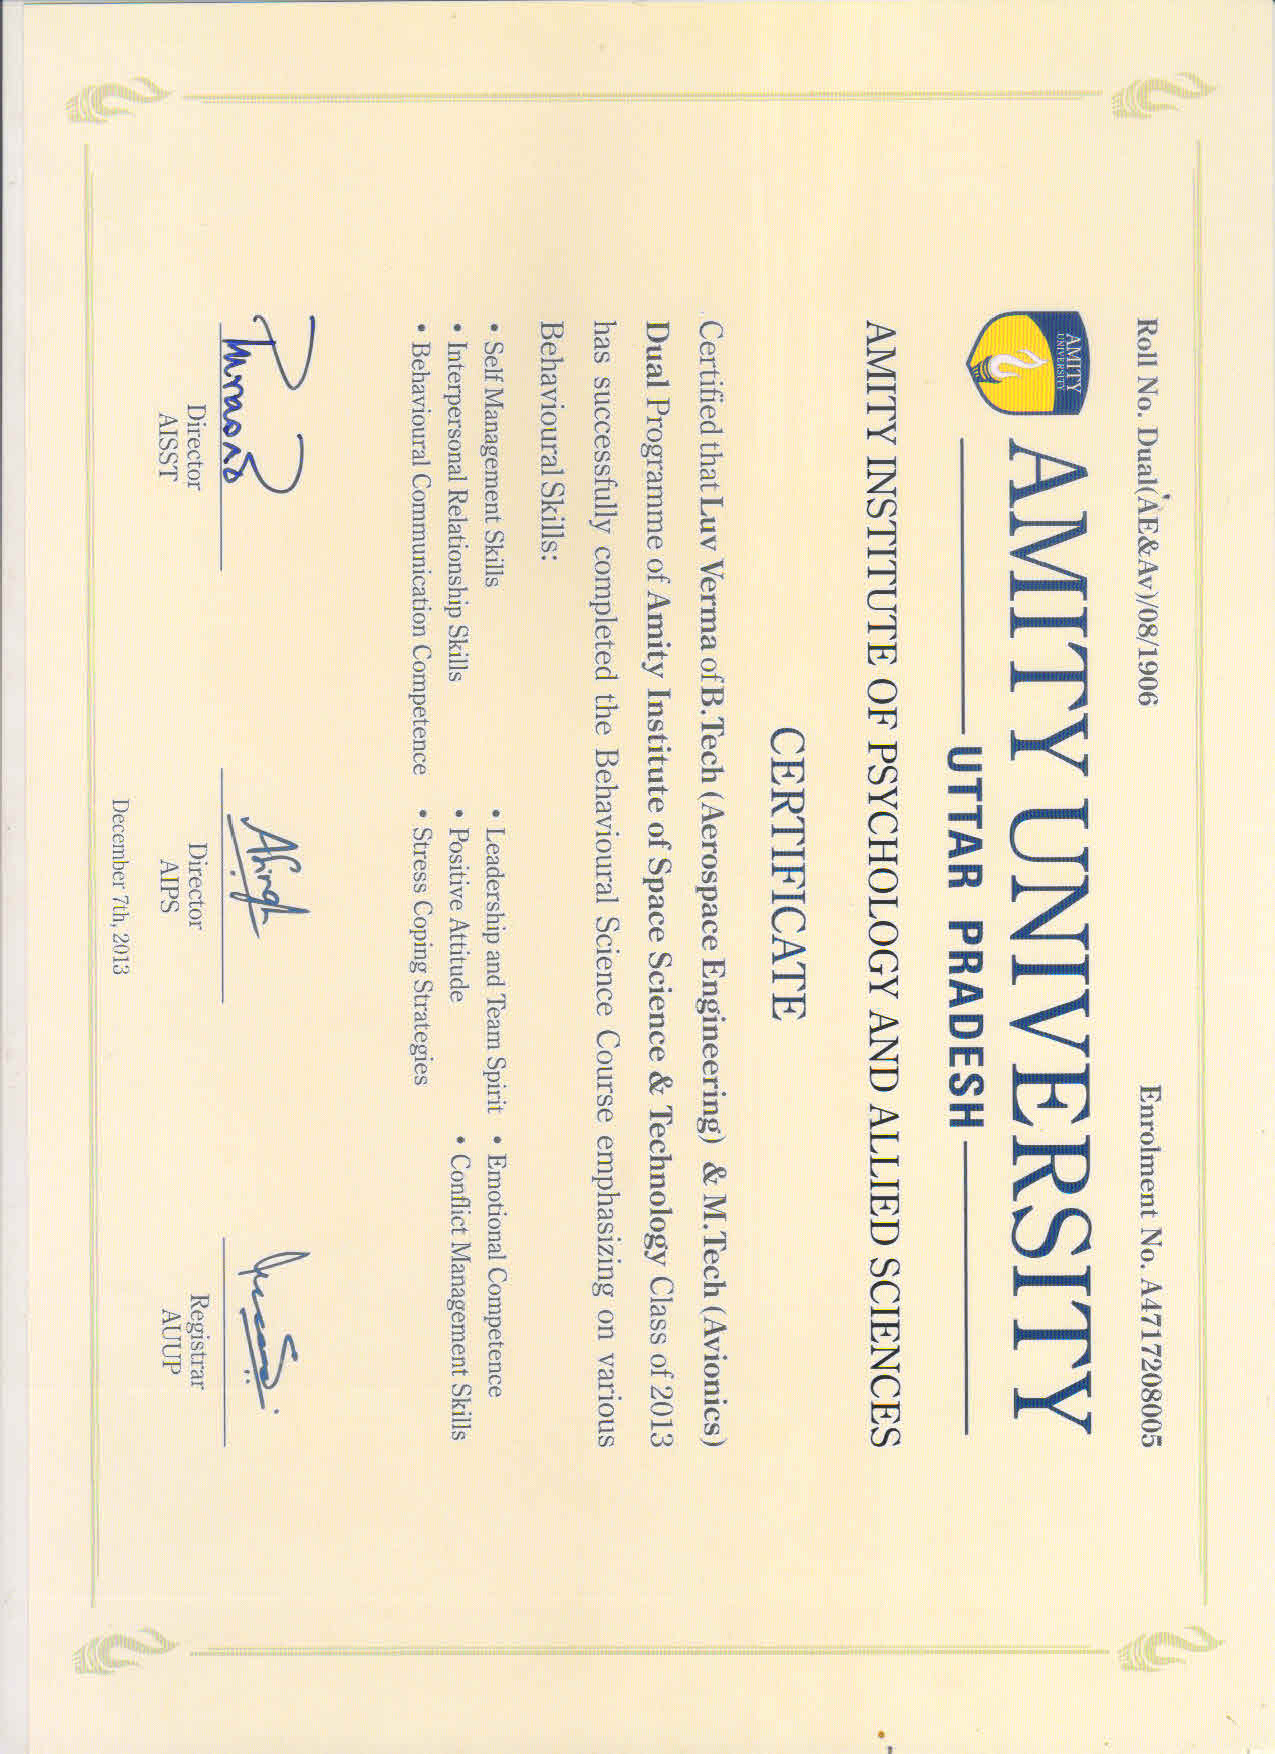 Roll No. Dual(AE&Av)/08/1906 Enrolment No. A4717208005
AMITY
UNIVERSITY
AMITY UNIVERSITY
UTTAR PRADESH
AMITY INSTITUTE OF PSYCHOLOGY AND ALLIED SCIENCES
CERTIFICATE
Certified that Luv Verma of B.Tech (Aerospace Engineering) & M.Tech (Avionics)
Dual Programme of Amity Institute of Space Science & Technology Class of 2013
has successfully completed the Behavioural Science Course emphasizing on various
Behavioural Skills:
• Self Management Skills • Leadership and Team Spirit • Emotional Competence
• Interpersonal Relationship Skills • Positive Attitude • Conflict Management Skills
• Behavioural Communication Competence • Stress Coping Strategies
ASingh
Director Director Registrar
AISST AIPS AUUP
December 7th, 2013